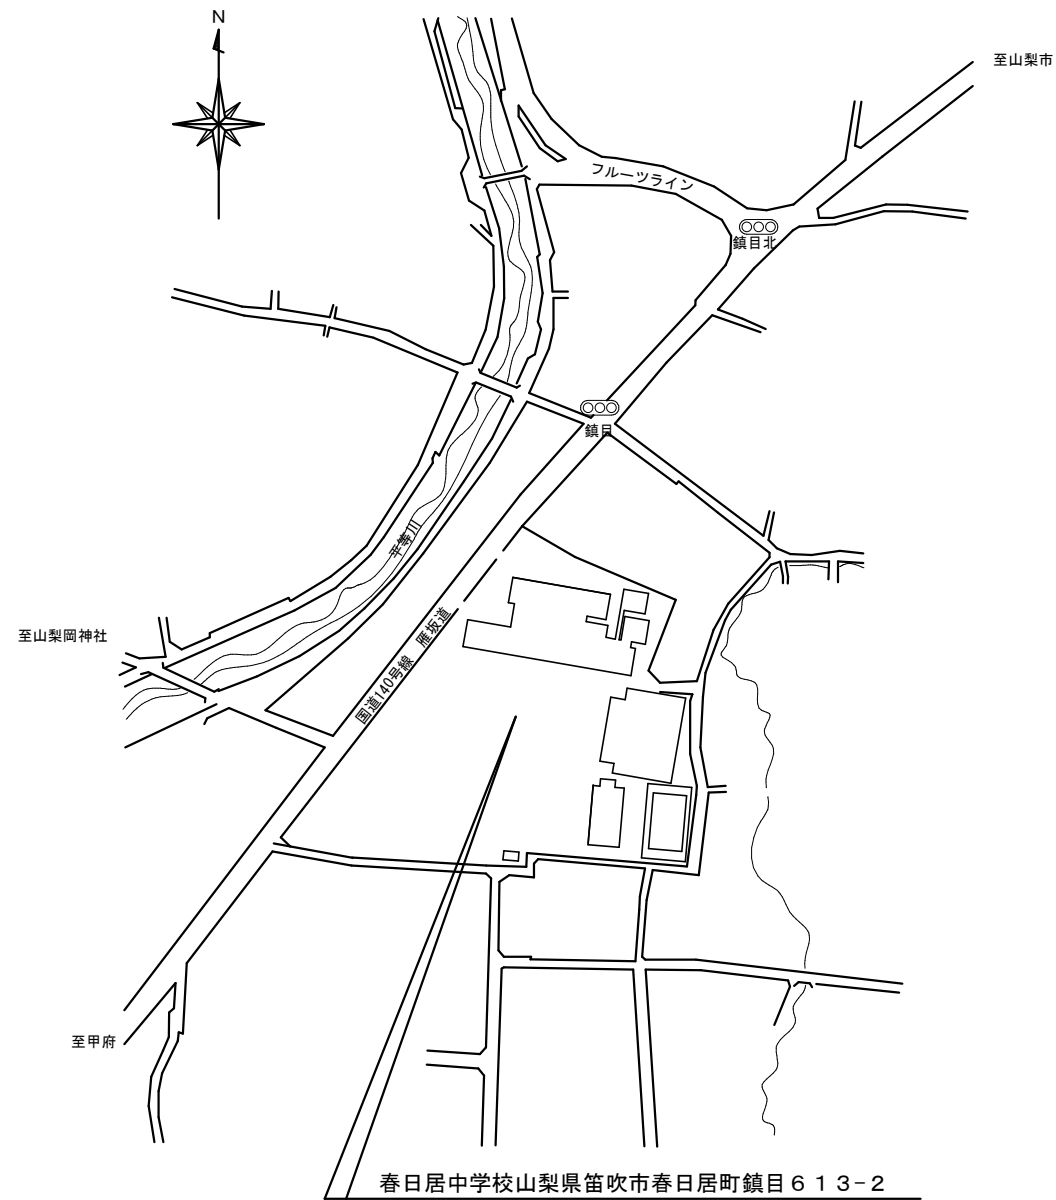 N
至山梨市
フルーツライン
鎮目北
鎮目
平等川
至山梨岡神社
国道140号線　雁坂道
至甲府
春日居中学校山梨県笛吹市春日居町鎮目６１３−２